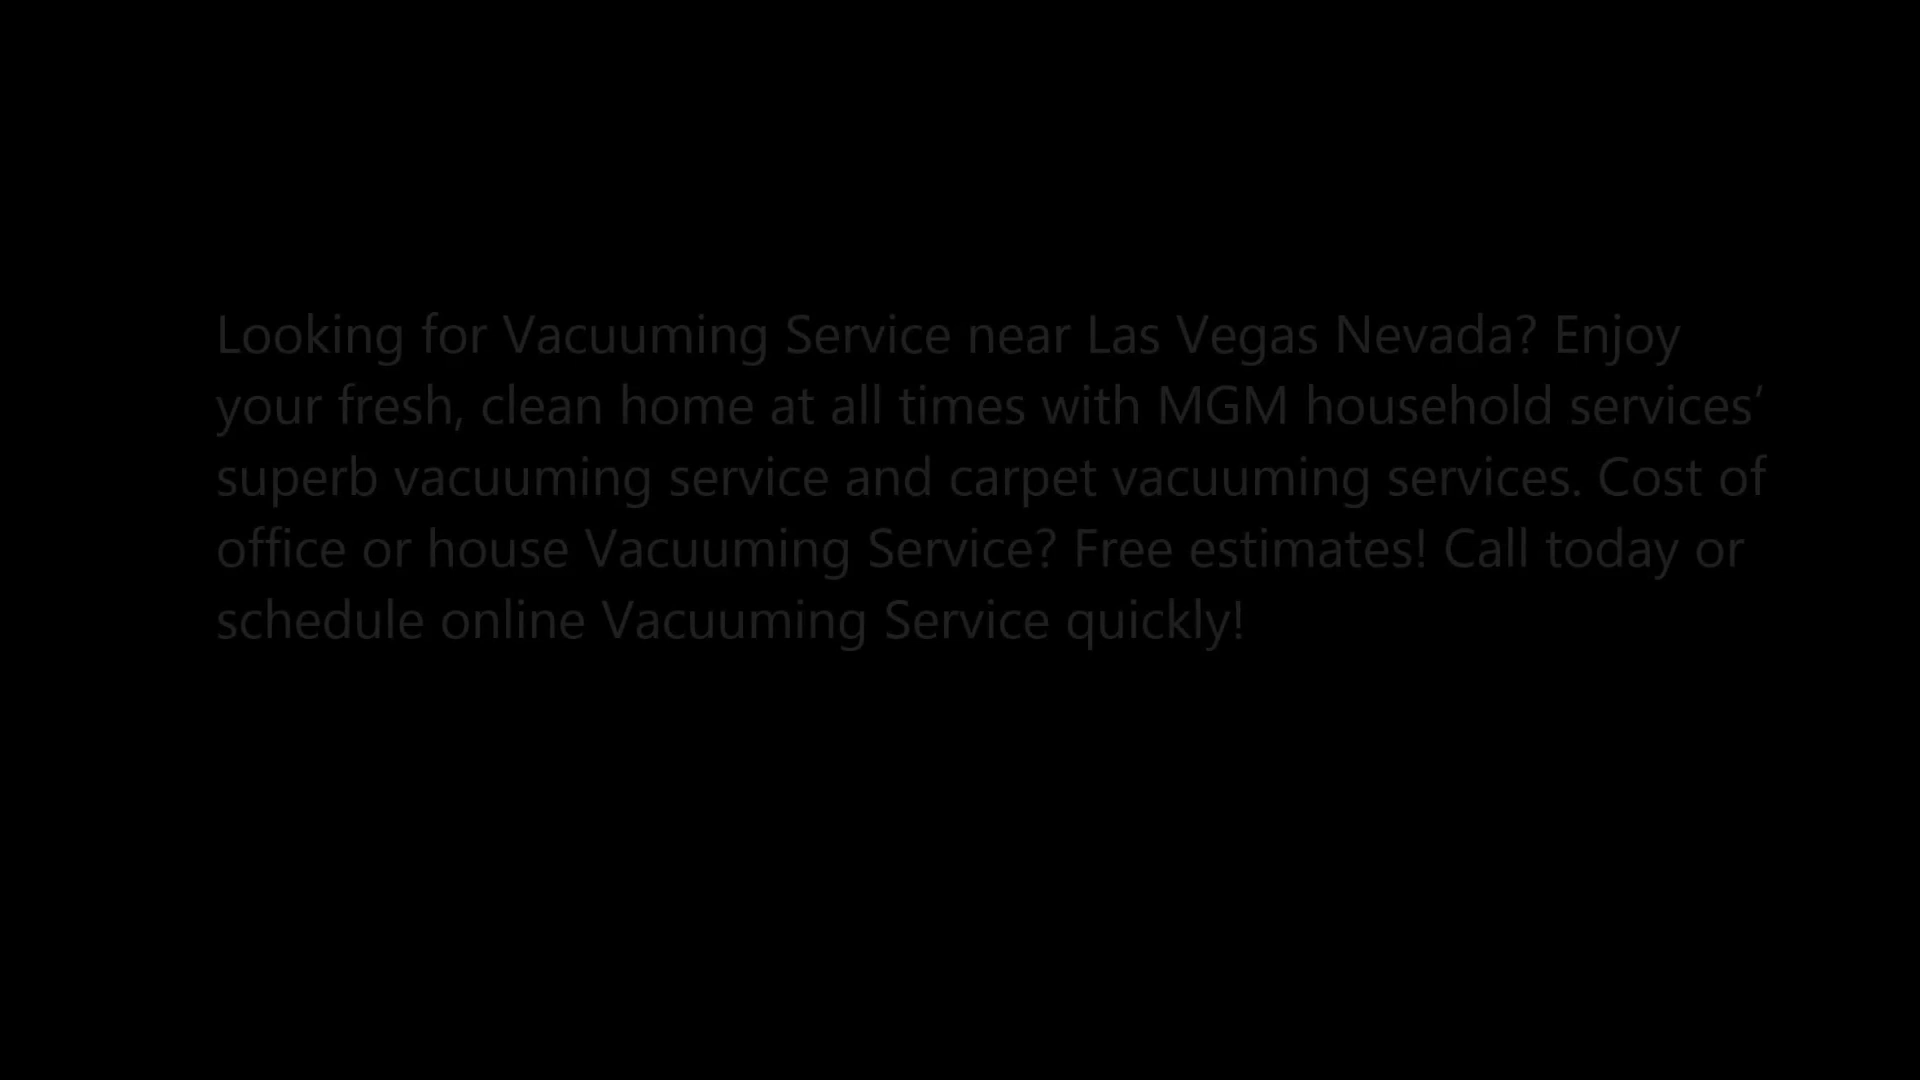 Looking for Vacuuming Service near Las Vegas Nevada? Enjoy
your fresh, clean home at all times with MGM household services’
superb vacuuming service and carpet vacuuming services. Cost of
office or house Vacuuming Service? Free estimates! Call today or
schedule online Vacuuming Service quickly!